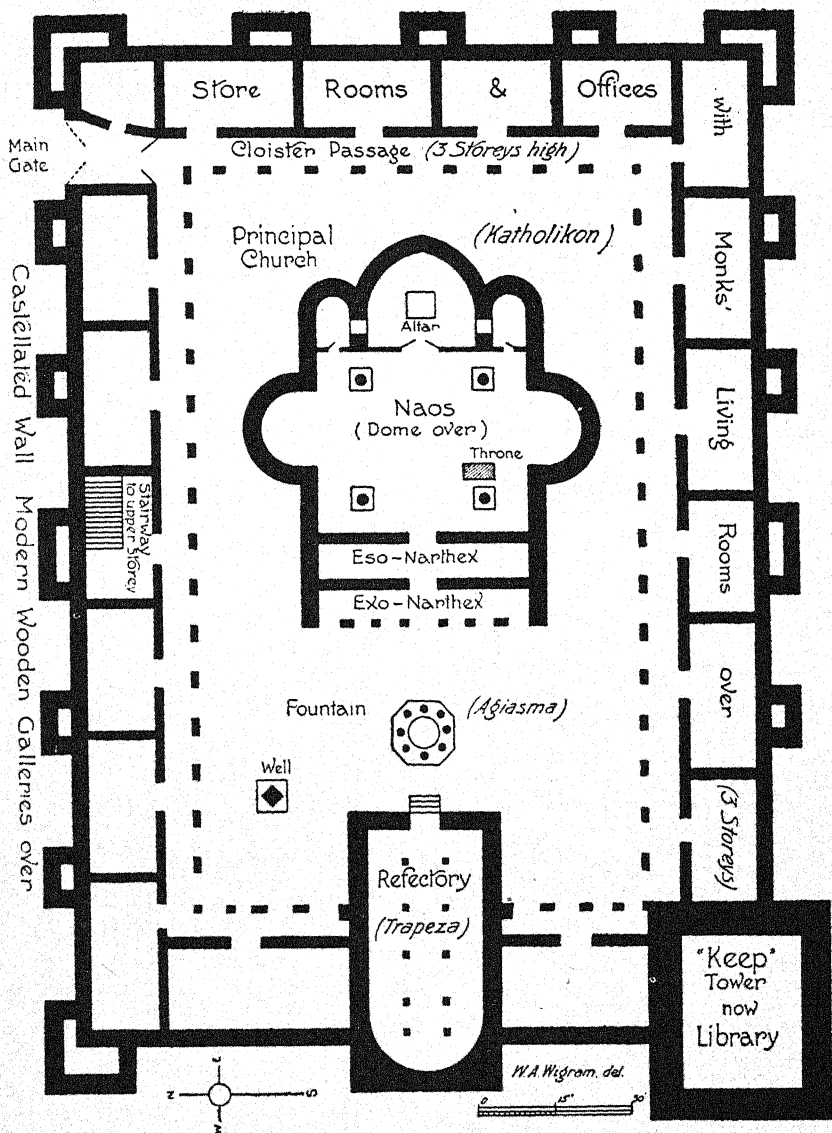 Store Rooms & Offices
with
Monks'
Living
Rooms
over
(3 Storeys)
Main
Gate
Cloister Passage (3 Storeys high)
Principal
Church
(Katholikon)
Altar
Naos
(Dome over)
Throne
Eso-Narthex
Exo-Narthex
Castellated Wall Modern Wooden Galleries over
Stairway
to upper Storey
Fountain (Agiasma)
Well
Refectory
(Trapeza)
"Keep"
Tower
now
Library
E
N
S
W
W.A. Wigram, del.
0 15' 30'